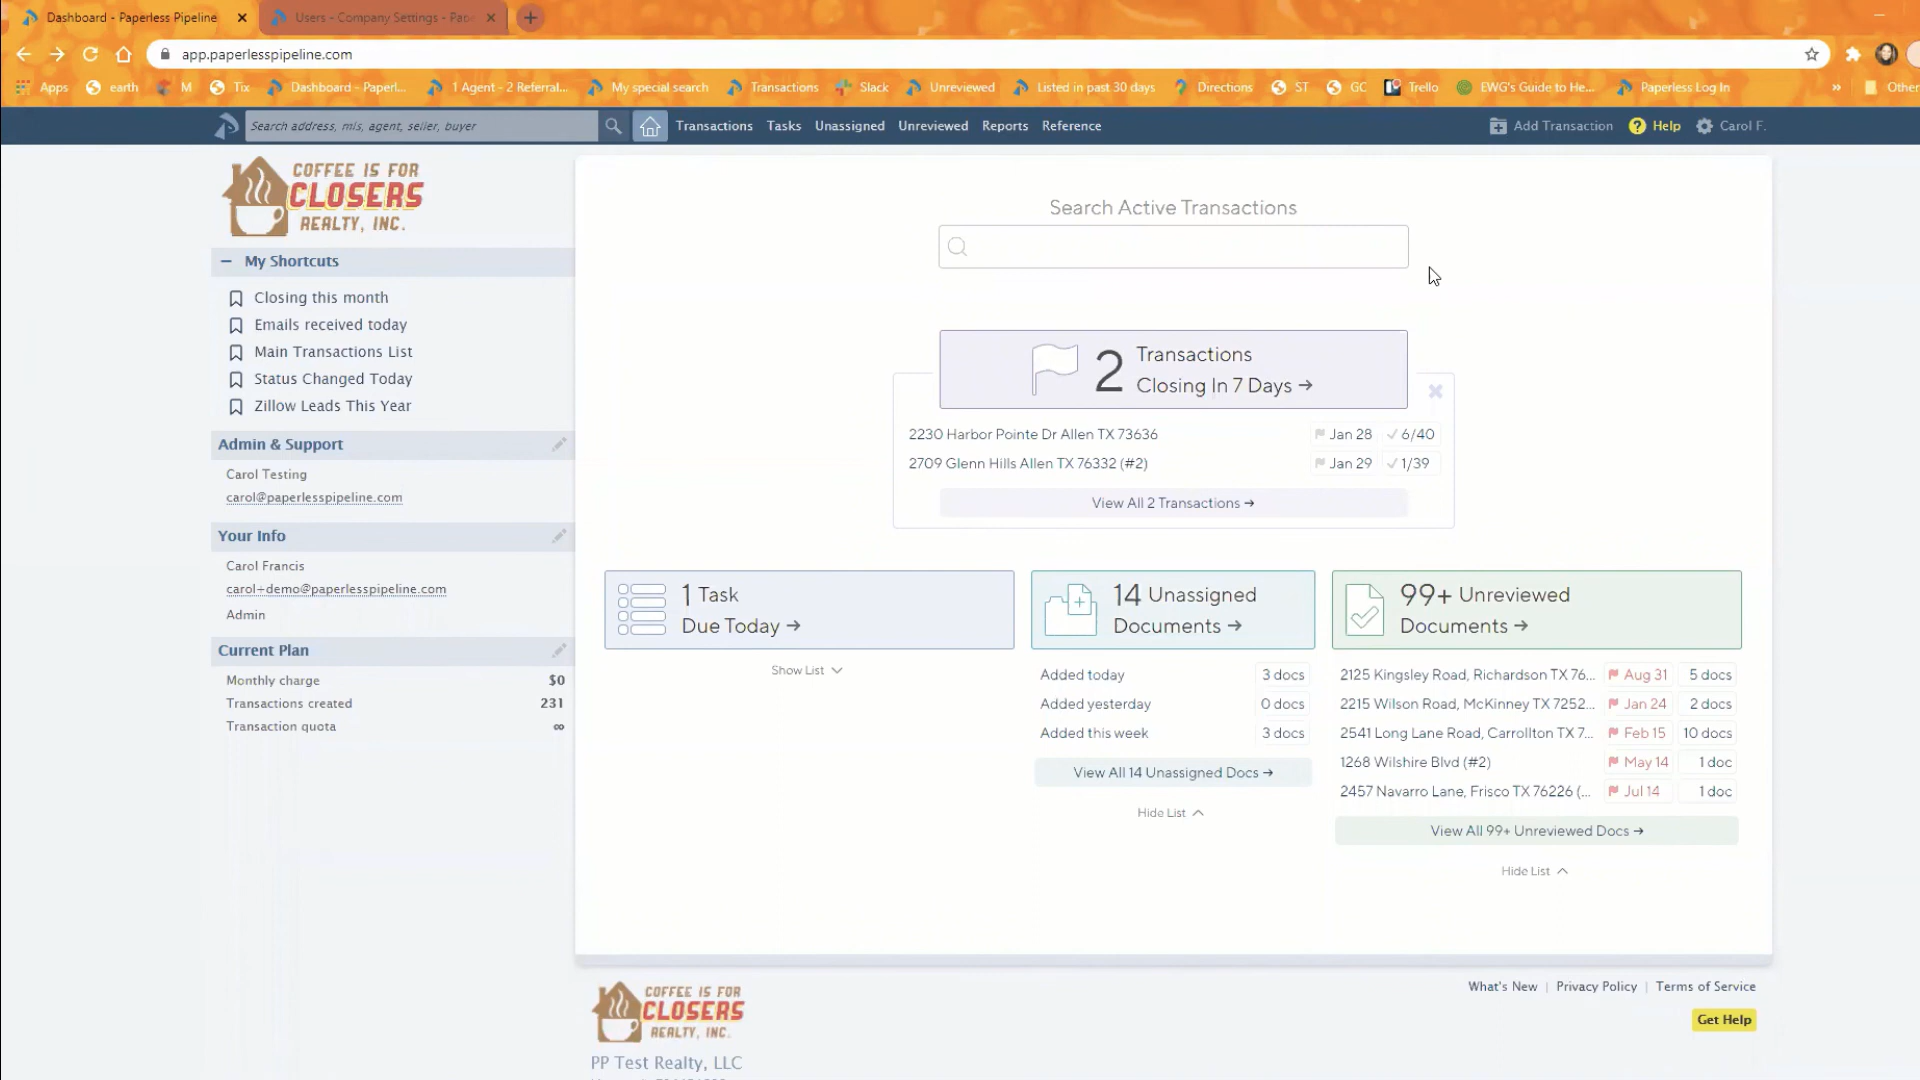 Dashboard - Paperless Pipeline
Users - Company Settings - Pap
app.paperlesspipeline.com
Apps
earth
M
Tix
Dashboard - Paperl...
1 Agent - 2 Referral...
My special search
Transactions
Slack
Unreviewed
Listed in past 30 days
Directions
ST
GC
Trello
EWG's Guide to He...
Paperless Log In
»
Other
Search address, mls, agent, seller, buyer
Transactions
Tasks
Unassigned
Unreviewed
Reports
Reference
Add Transaction
Help
Carol F.
COFFEE IS FOR
CLOSERS
REALTY, INC.
My Shortcuts
Closing this month
Emails received today
Main Transactions List
Status Changed Today
Zillow Leads This Year
Admin & Support
Carol Testing
carol@paperlesspipeline.com
Your Info
Carol Francis
carol+demo@paperlesspipeline.com
Admin
Current Plan
Monthly charge $0
Transactions created 231
Transaction quota ∞
Search Active Transactions
2 Transactions
Closing In 7 Days →
2230 Harbor Pointe Dr Allen TX 73636 Jan 28 ✓ 6/40
2709 Glenn Hills Allen TX 76332 (#2) Jan 29 ✓ 1/39
View All 2 Transactions →
1 Task
Due Today →
Show List
14 Unassigned
Documents →
Added today 3 docs
Added yesterday 0 docs
Added this week 3 docs
View All 14 Unassigned Docs →
Hide List
99+ Unreviewed
Documents →
2125 Kingsley Road, Richardson TX 76... Aug 31 5 docs
2215 Wilson Road, McKinney TX 7252... Jan 24 2 docs
2541 Long Lane Road, Carrollton TX 7... Feb 15 10 docs
1268 Wilshire Blvd (#2) May 14 1 doc
2457 Navarro Lane, Frisco TX 76226 (... Jul 14 1 doc
View All 99+ Unreviewed Docs →
Hide List
COFFEE IS FOR
CLOSERS
REALTY, INC.
PP Test Realty, LLC
What's New | Privacy Policy | Terms of Service
Get Help